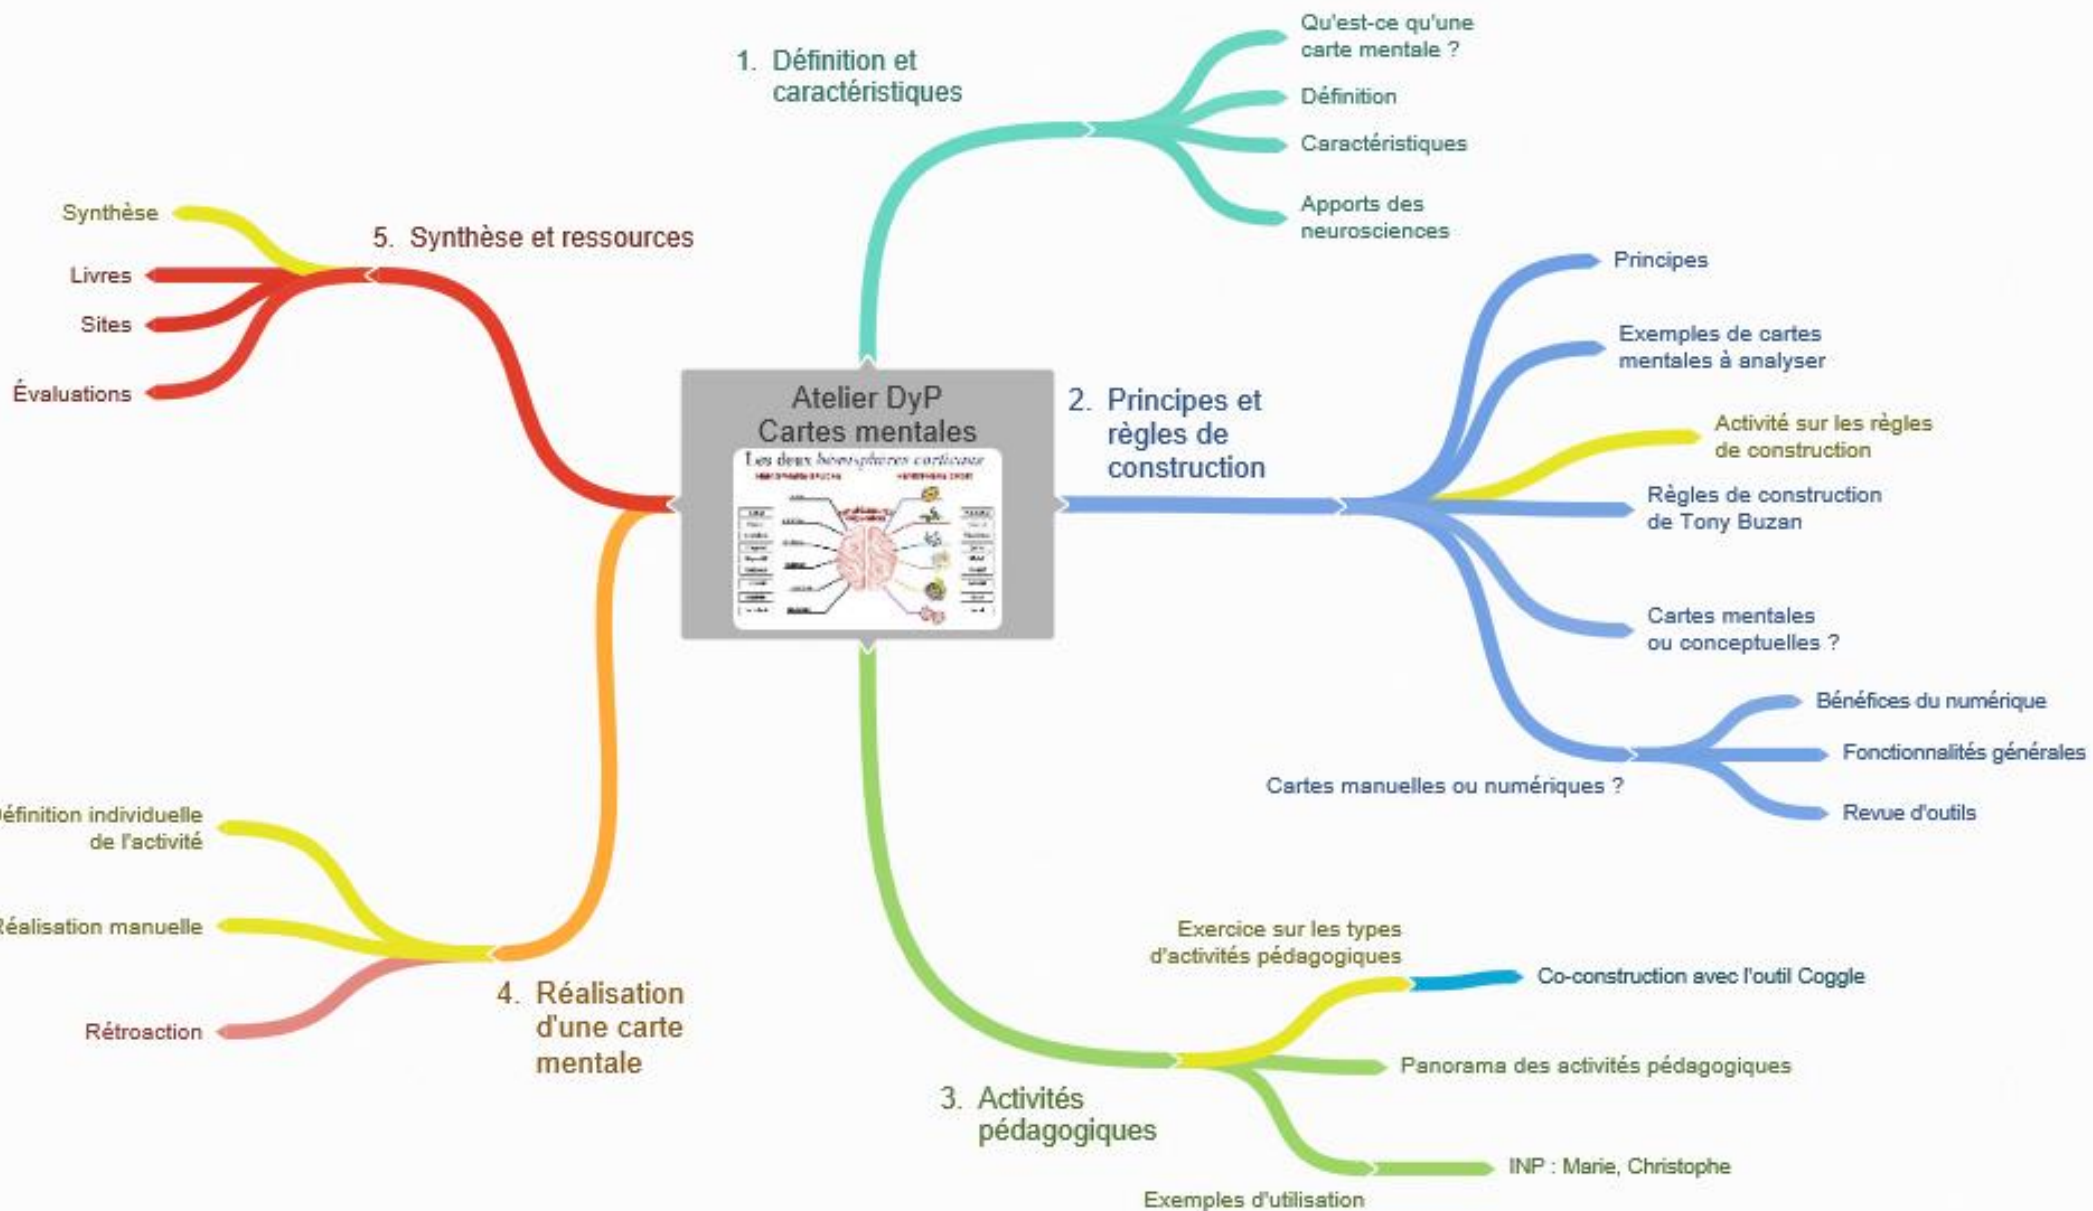 Atelier DyP
Cartes mentales
Les deux hémisphères corticaux
1. Définition et
caractéristiques
Qu'est-ce qu'une
carte mentale ?
Définition
Caractéristiques
Apports des
neurosciences
2. Principes et
règles de
construction
Principes
Exemples de cartes
mentales à analyser
Activité sur les règles
de construction
Règles de construction
de Tony Buzan
Cartes mentales
ou conceptuelles ?
Cartes manuelles ou numériques ?
Bénéfices du numérique
Fonctionnalités générales
Revue d'outils
3. Activités
pédagogiques
Exercice sur les types
d'activités pédagogiques
Co-construction avec l'outil Coggle
Panorama des activités pédagogiques
Exemples d'utilisation
INP : Marie, Christophe
4. Réalisation
d'une carte
mentale
éfinition individuelle
de l'activité
Réalisation manuelle
Rétroaction
5. Synthèse et ressources
Synthèse
Livres
Sites
Évaluations